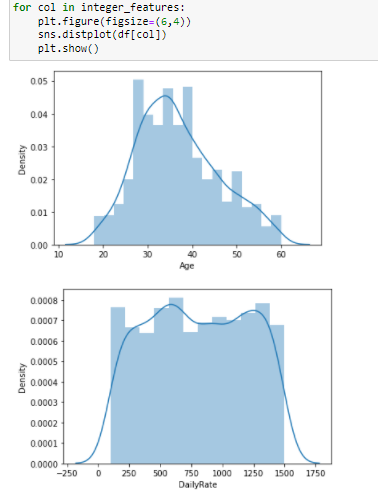 for col in integer_features:
    plt.figure(figsize=(6,4))
    sns.distplot(df[col])
    plt.show()
0.05
0.04
0.03
0.02
0.01
0.00
Density
10 20 30 40 50 60
Age
0.0008
0.0007
0.0006
0.0005
0.0004
0.0003
0.0002
0.0001
0.0000
Density
−250 0 250 500 750 1000 1250 1500 1750
DailyRate